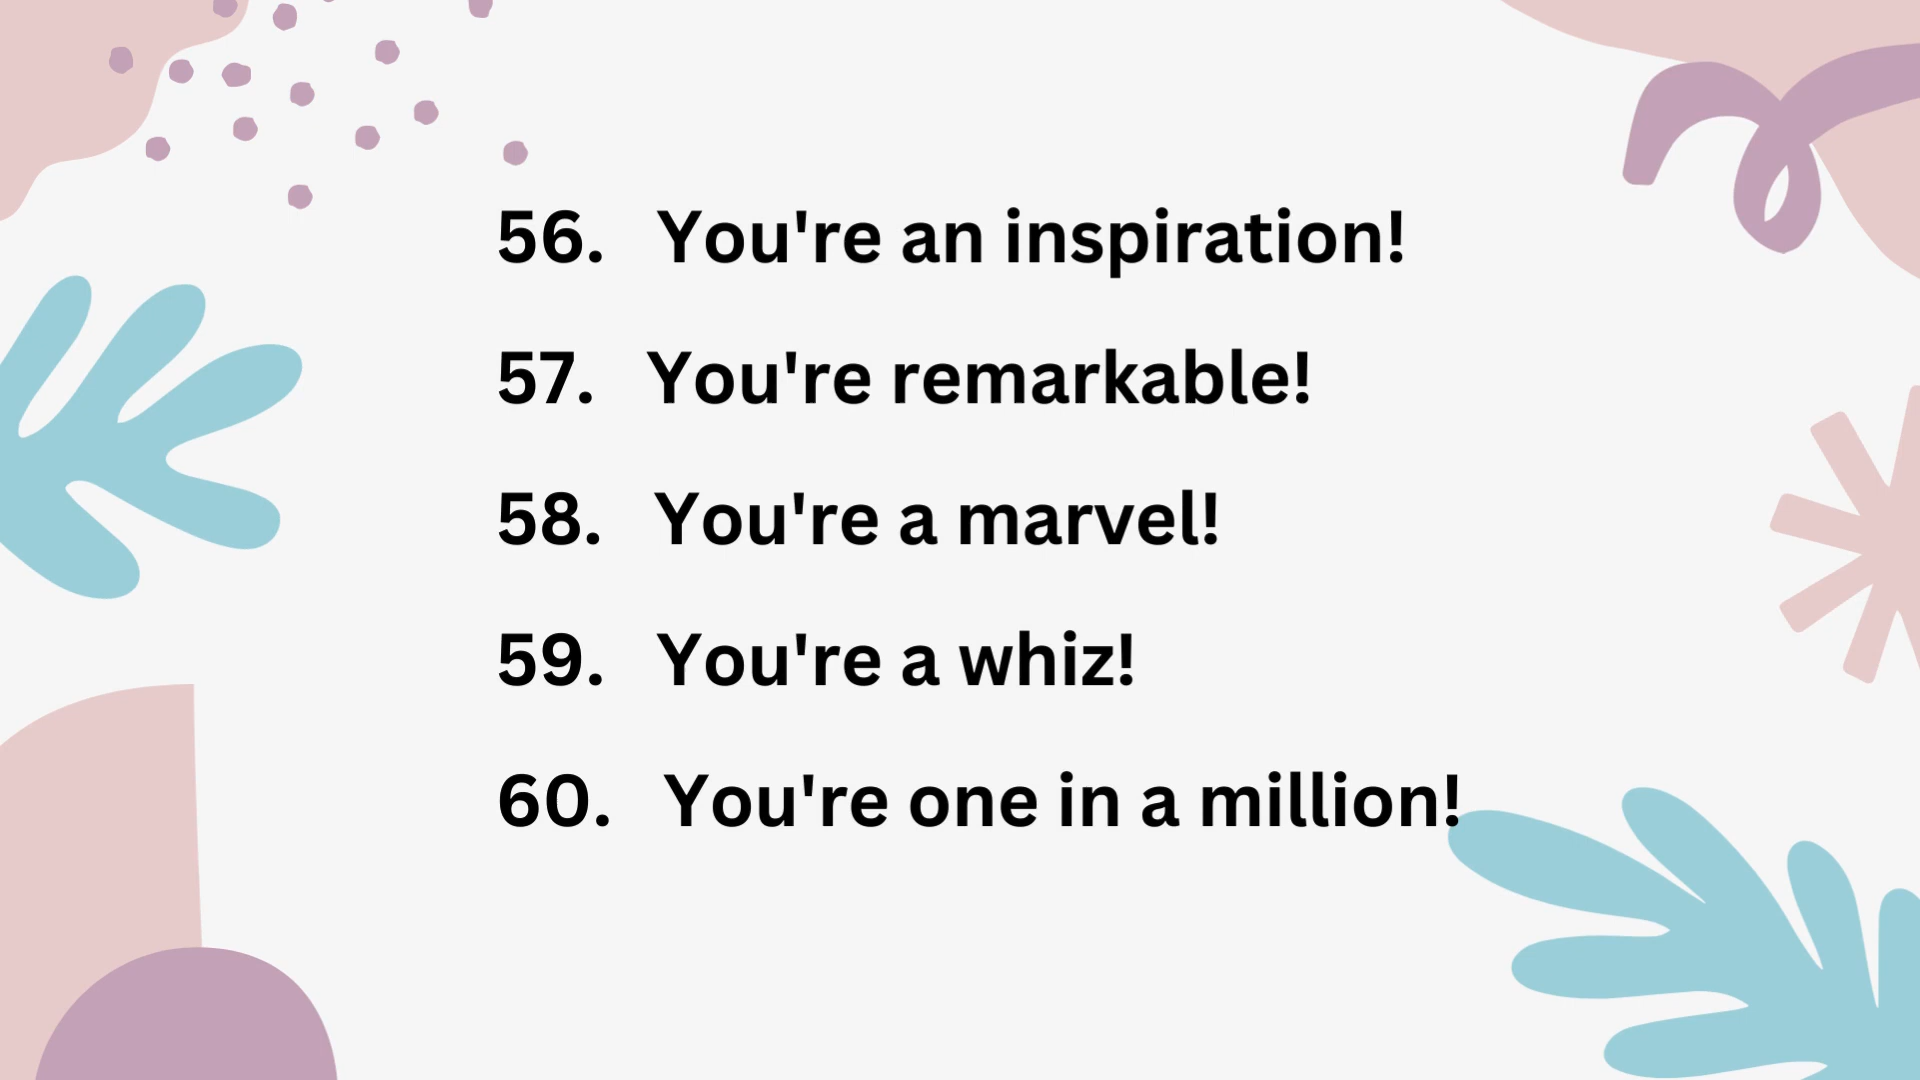 56. You're an inspiration!
57. You're remarkable!
58. You're a marvel!
59. You're a whiz!
60. You're one in a million!